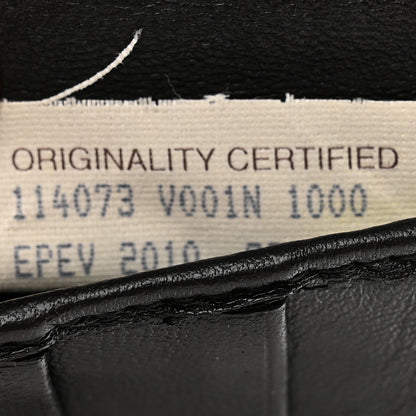 ORIGINALITY CERTIFIED
114073 V001N 1000
EPEV 2010